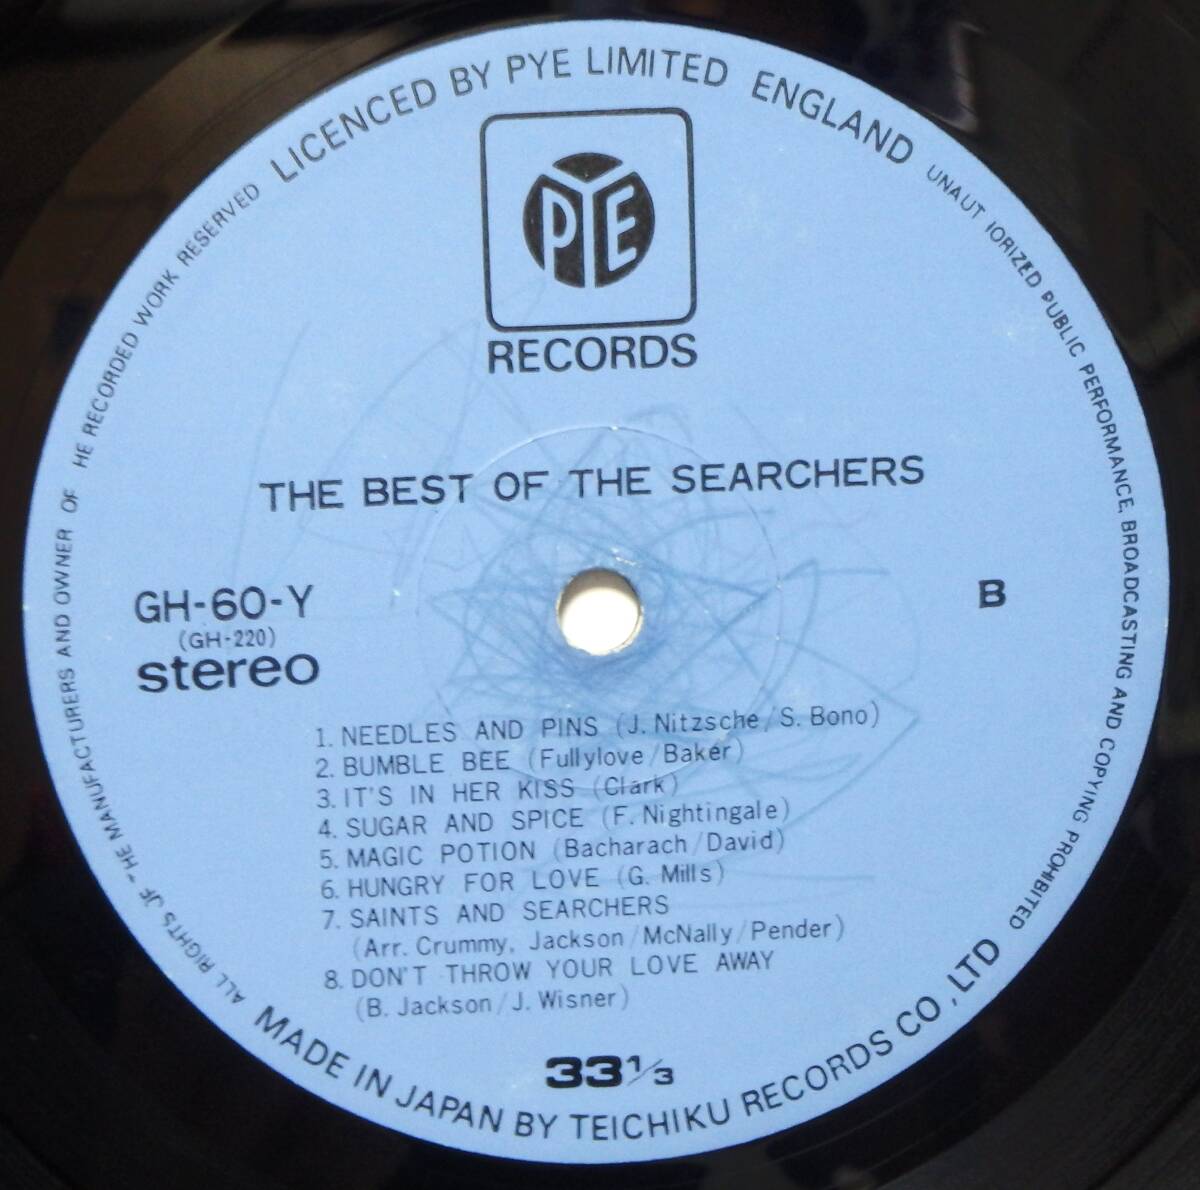 LICENCED BY PYE LIMITED ENGLAND
UNAUT IORIZED PUBLIC PERFORMANCE, BROADCASTING AND COPYING PROHIBITED
PYE
RECORDS
THE BEST OF THE SEARCHERS
GH-60-Y
(GH-220)
stereo
B
1. NEEDLES AND PINS (J. Nitzsche/S. Bono)
2. BUMBLE BEE (Fullylove/Baker)
3. IT'S IN HER KISS (Clark)
4. SUGAR AND SPICE (F. Nightingale)
5. MAGIC POTION (Bacharach/David)
6. HUNGRY FOR LOVE (G. Mills)
7. SAINTS AND SEARCHERS
(Arr. Crummy, Jackson/McNally/Pender)
8. DON'T THROW YOUR LOVE AWAY
(B. Jackson/J. Wisner)
33 1/3
MADE IN JAPAN BY TEICHIKU RECORDS CO., LTD
ALL RIGHTS JF "HE MANUFACTURERS AND OWNER OF HE RECORDED WORK RESERVED